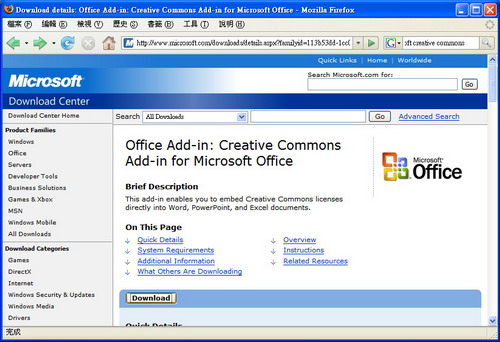 Download details: Office Add-in: Creative Commons Add-in for Microsoft Office - Mozilla Firefox
檔案(F) 編輯(E) 檢視(V) 歷史(S) 書籤(B) 工具(T) 說明(H)
http://www.microsoft.com/downloads/details.aspx?familyid=113b53dd-1cc0 creative commons
Quick Links | Home | Worldwide
Microsoft
Search Microsoft.com for:
Go
Download Center
Download Center Home
Search All Downloads Go Advanced Search
Product Families
Windows
Office
Servers
Developer Tools
Business Solutions
Games & Xbox
MSN
Windows Mobile
All Downloads
Download Categories
Games
DirectX
Internet
Windows Security & Updates
Windows Media
Drivers
Office Add-in: Creative Commons
Add-in for Microsoft Office
Microsoft
Office
Brief Description
This add-in enables you to embed Creative Commons licenses
directly into Word, PowerPoint, and Excel documents.
On This Page
Quick Details
Overview
System Requirements
Instructions
Additional Information
Related Resources
What Others Are Downloading
Download
Quick Details
完成